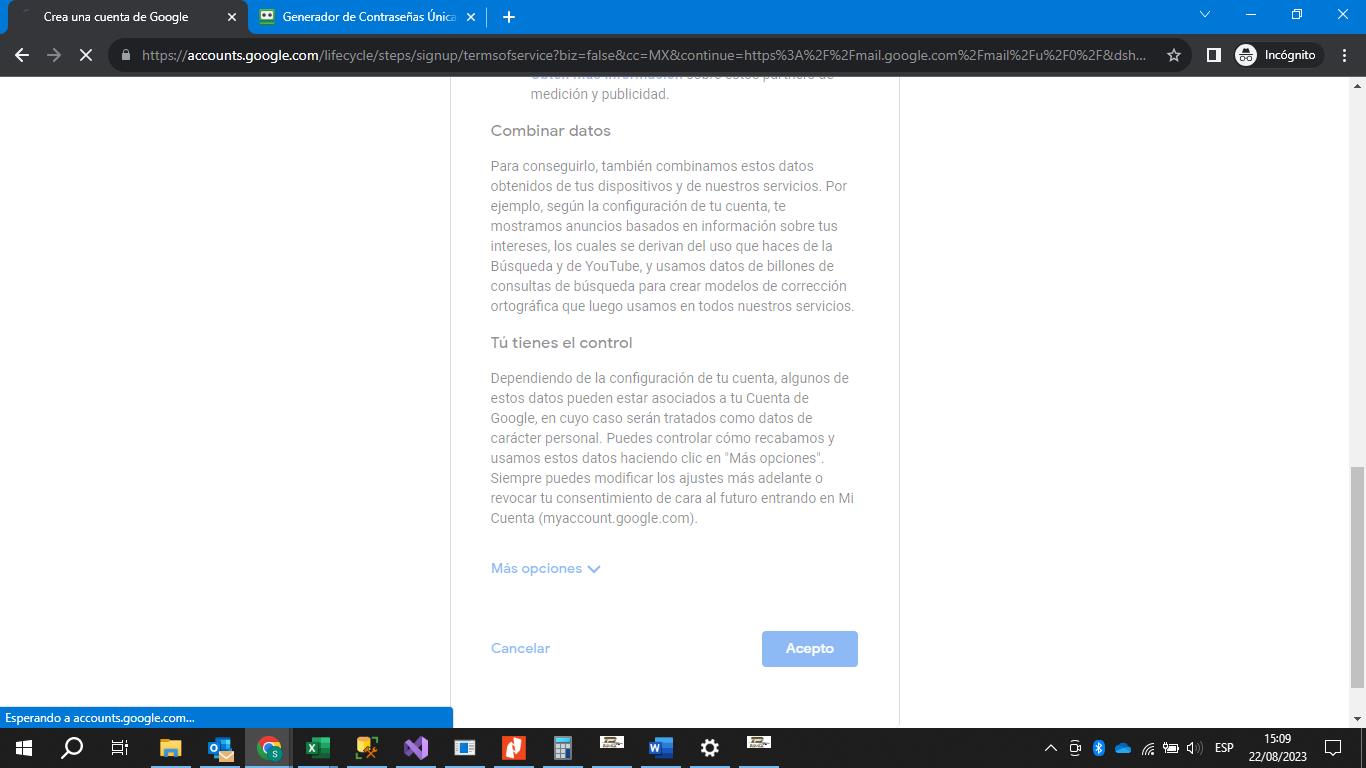 Crea una cuenta de Google
Generador de Contraseñas Única
https://accounts.google.com/lifecycle/steps/signup/termsofservice?biz=false&cc=MX&continue=https%3A%2F%2Fmail.google.com%2Fmail%2Fu%2F0%2F&dsh...
Incógnito
Obtén más información sobre estos partners de
medición y publicidad.
Combinar datos
Para conseguirlo, también combinamos estos datos
obtenidos de tus dispositivos y de nuestros servicios. Por
ejemplo, según la configuración de tu cuenta, te
mostramos anuncios basados en información sobre tus
intereses, los cuales se derivan del uso que haces de la
Búsqueda y de YouTube, y usamos datos de billones de
consultas de búsqueda para crear modelos de corrección
ortográfica que luego usamos en todos nuestros servicios.
Tú tienes el control
Dependiendo de la configuración de tu cuenta, algunos de
estos datos pueden estar asociados a tu Cuenta de
Google, en cuyo caso serán tratados como datos de
carácter personal. Puedes controlar cómo recabamos y
usamos estos datos haciendo clic en "Más opciones".
Siempre puedes modificar los ajustes más adelante o
revocar tu consentimiento de cara al futuro entrando en Mi
Cuenta (myaccount.google.com).
Más opciones
Cancelar
Acepto
Esperando a accounts.google.com...
ESP
15:09
22/08/2023